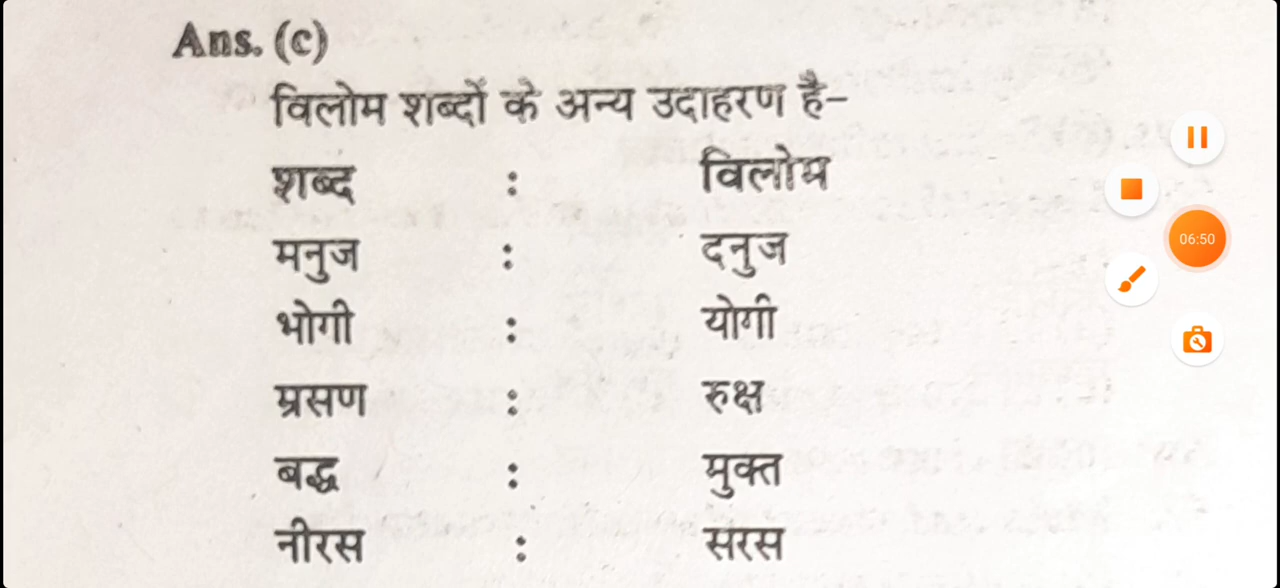 Ans. (c)
विलोम शब्दों के अन्य उदाहरण है–
शब्द : विलोम
मनुज : दनुज
भोगी : योगी
म्रसण : रुक्ष
बद्ध : मुक्त
नीरस : सरस
06:50